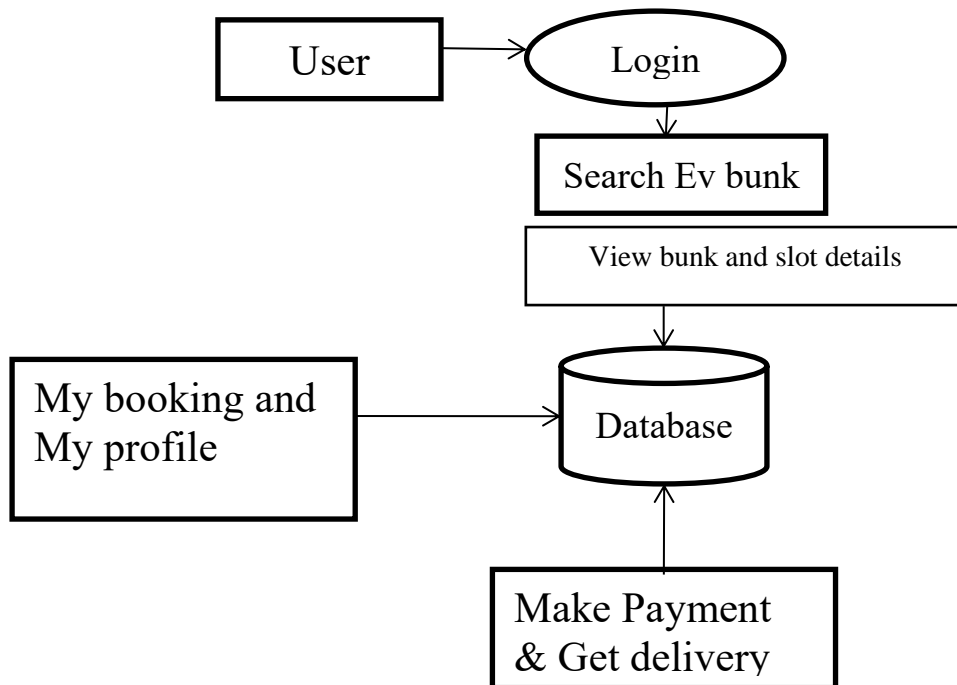 User
Login
Search Ev bunk
View bunk and slot details
My booking and
My profile
Database
Make Payment
& Get delivery